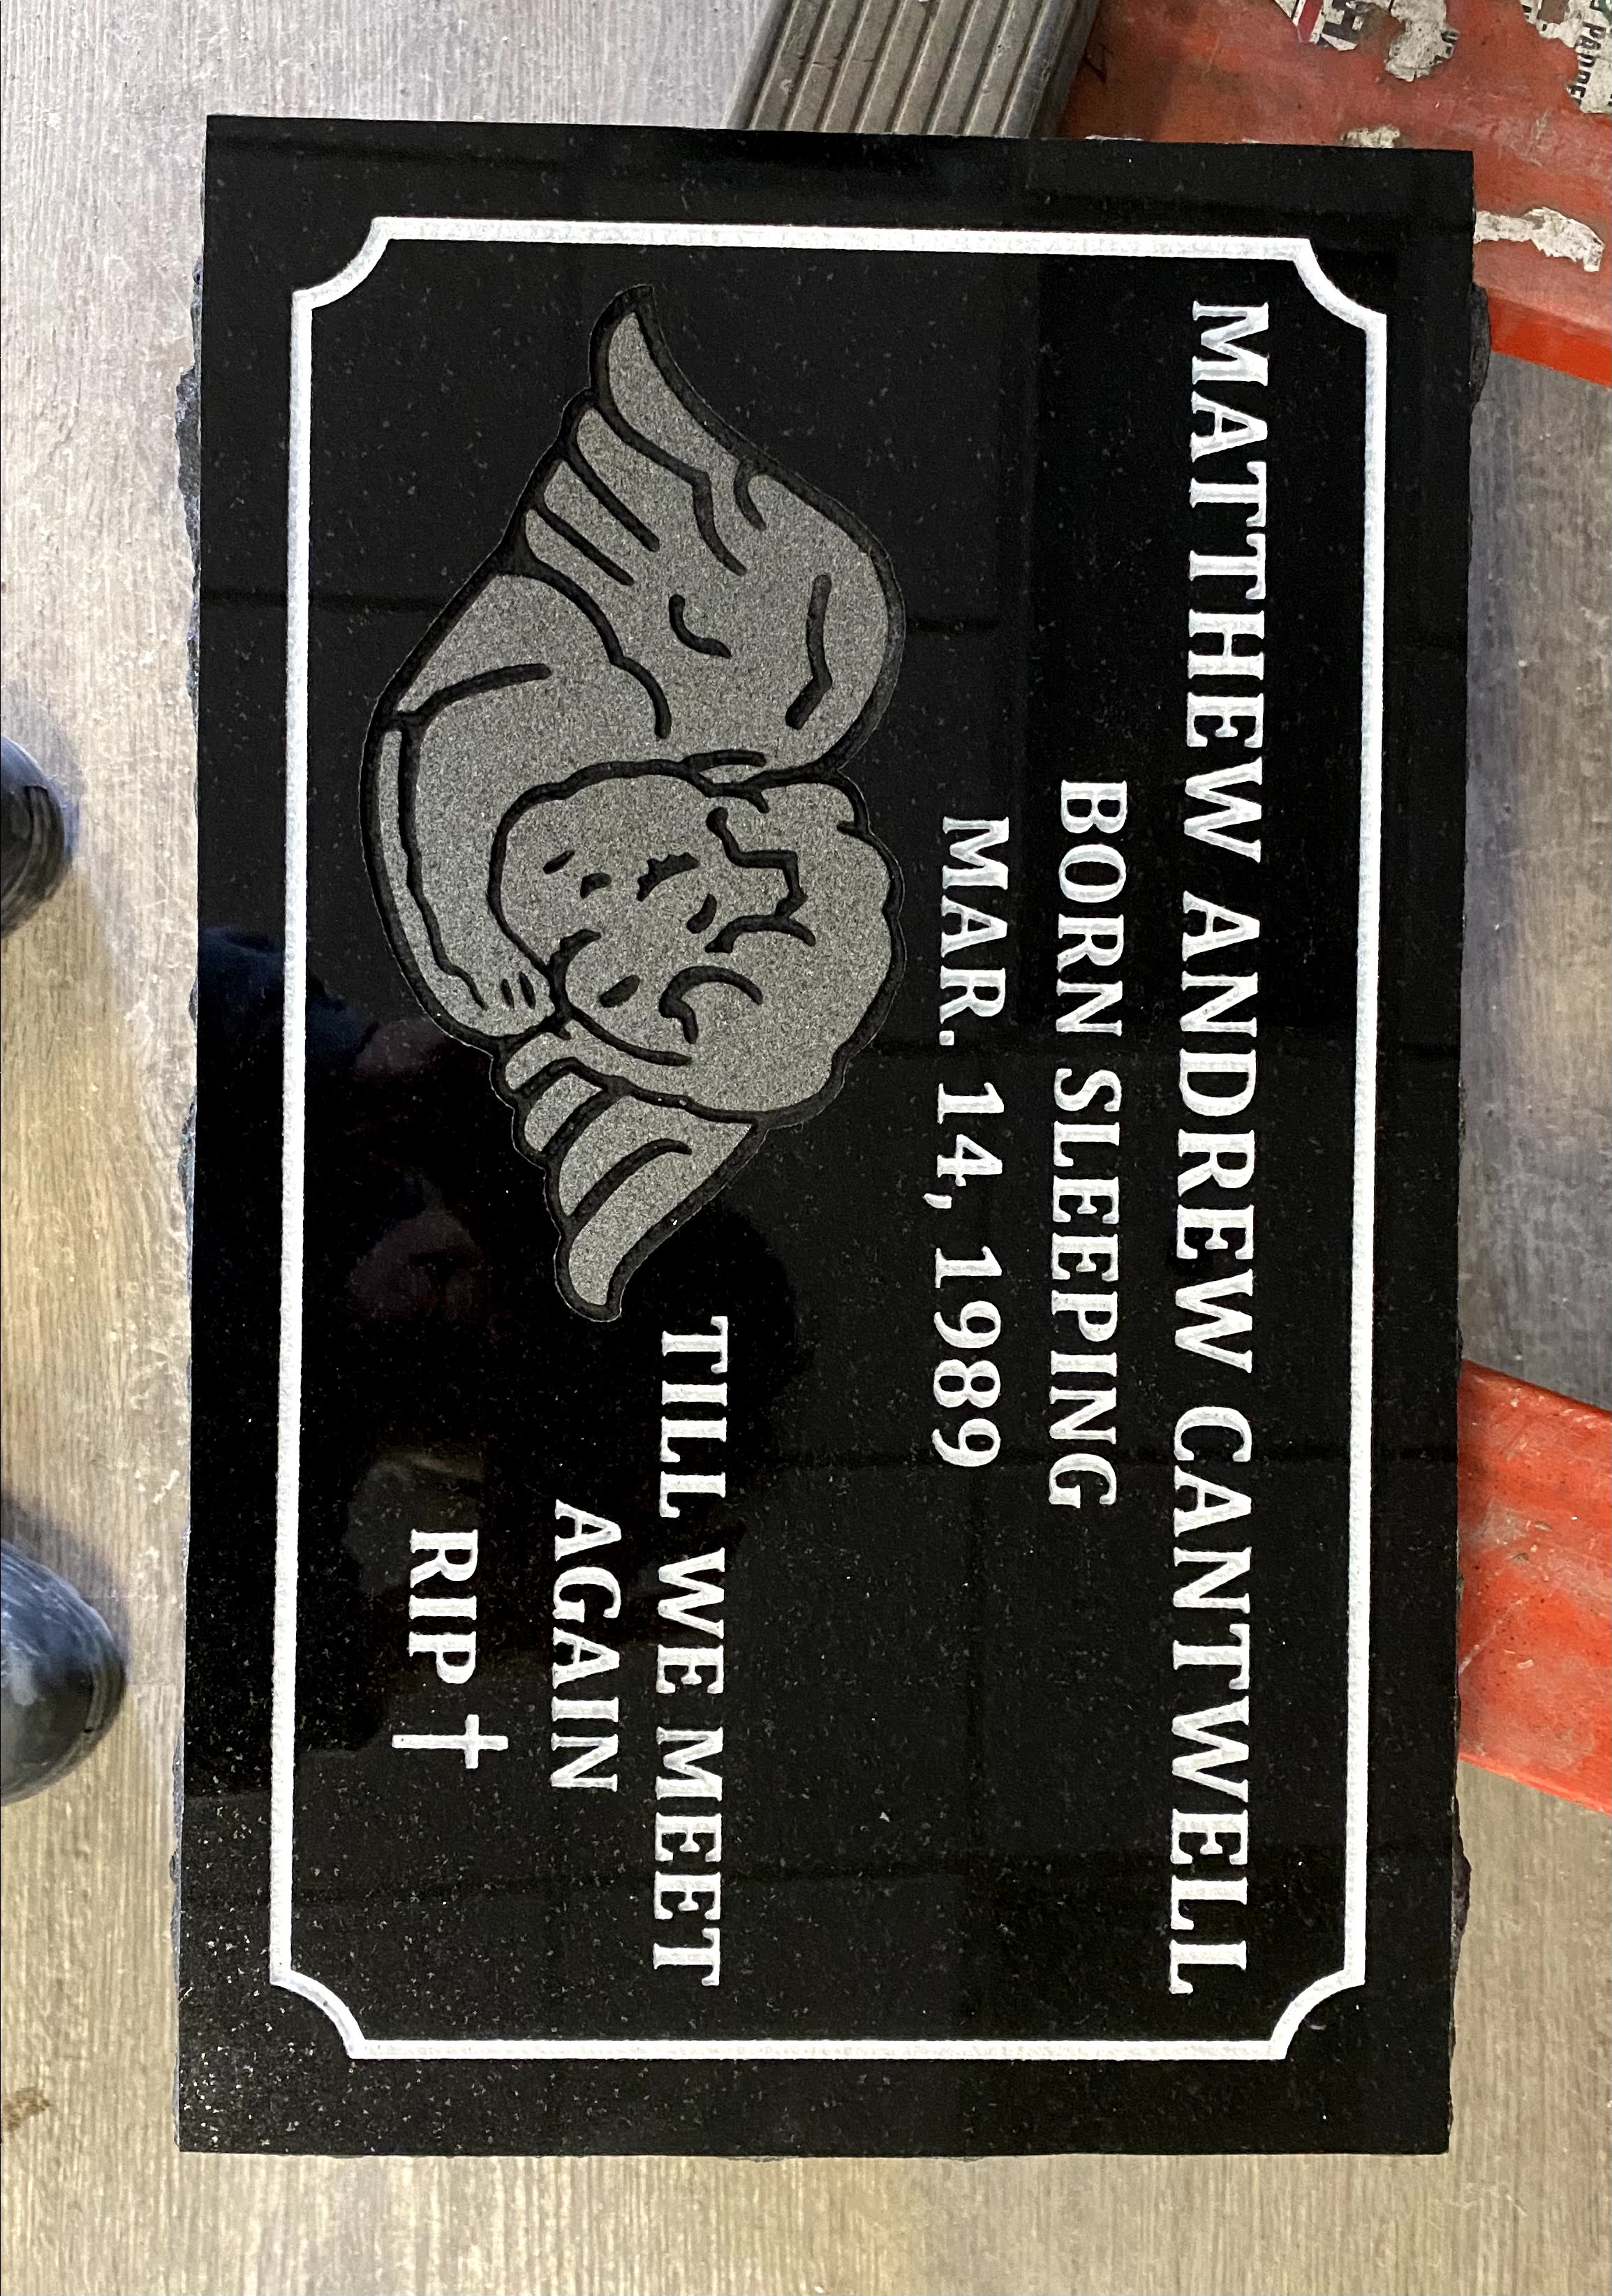 MATTHEW ANDREW CANTWELL
BORN SLEEPING
MAR. 14, 1989
TILL WE MEET
AGAIN
RIP †